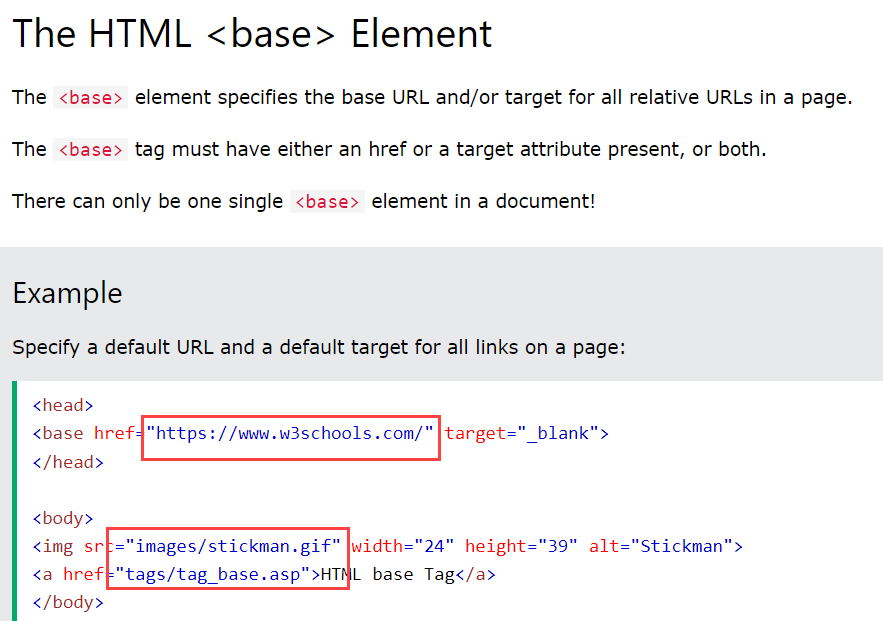 The HTML <base> Element
The <base> element specifies the base URL and/or target for all relative URLs in a page.
The <base> tag must have either an href or a target attribute present, or both.
There can only be one single <base> element in a document!
Example
Specify a default URL and a default target for all links on a page:
<head>
<base href="https://www.w3schools.com/" target="_blank">
</head>
<body>
<img src="images/stickman.gif" width="24" height="39" alt="Stickman">
<a href="tags/tag_base.asp">HTML base Tag</a>
</body>